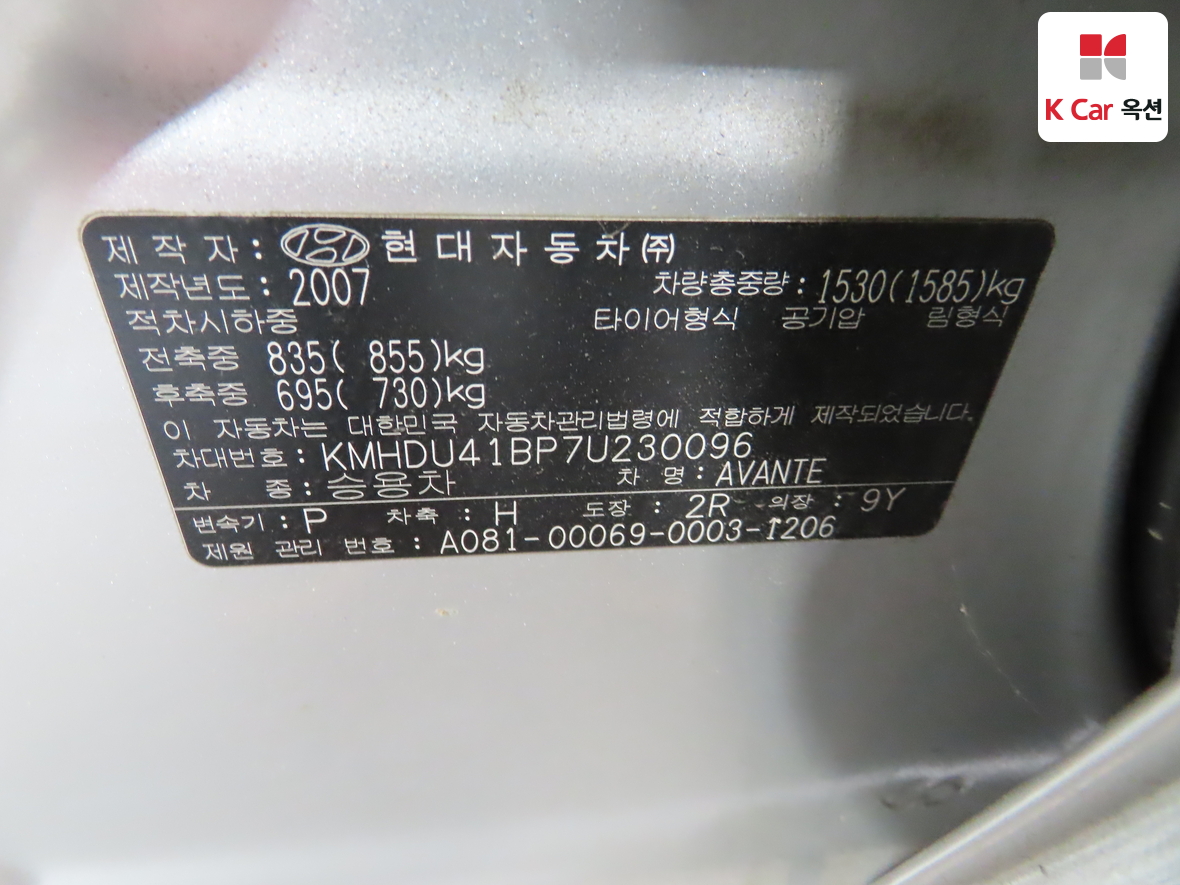 K Car 옥션
제 작 자 : 현 대 자 동 차 ㈜
제작년도 : 2007 차량총중량 : 1530(1585)kg
적차시하중 타이어형식 공기압 림형식
전축중 835( 855)kg
후축중 695( 730)kg
이 자동차는 대한민국 자동차관리법령에 적합하게 제작되었습니다.
차대번호 : KMHDU41BP7U230096
차 종 : 승용차 차 명 : AVANTE
변속기 : P 차축 : H 도장 : 2R 의장 : 9Y
제원 관리 번호 : A081-00069-0003-1206